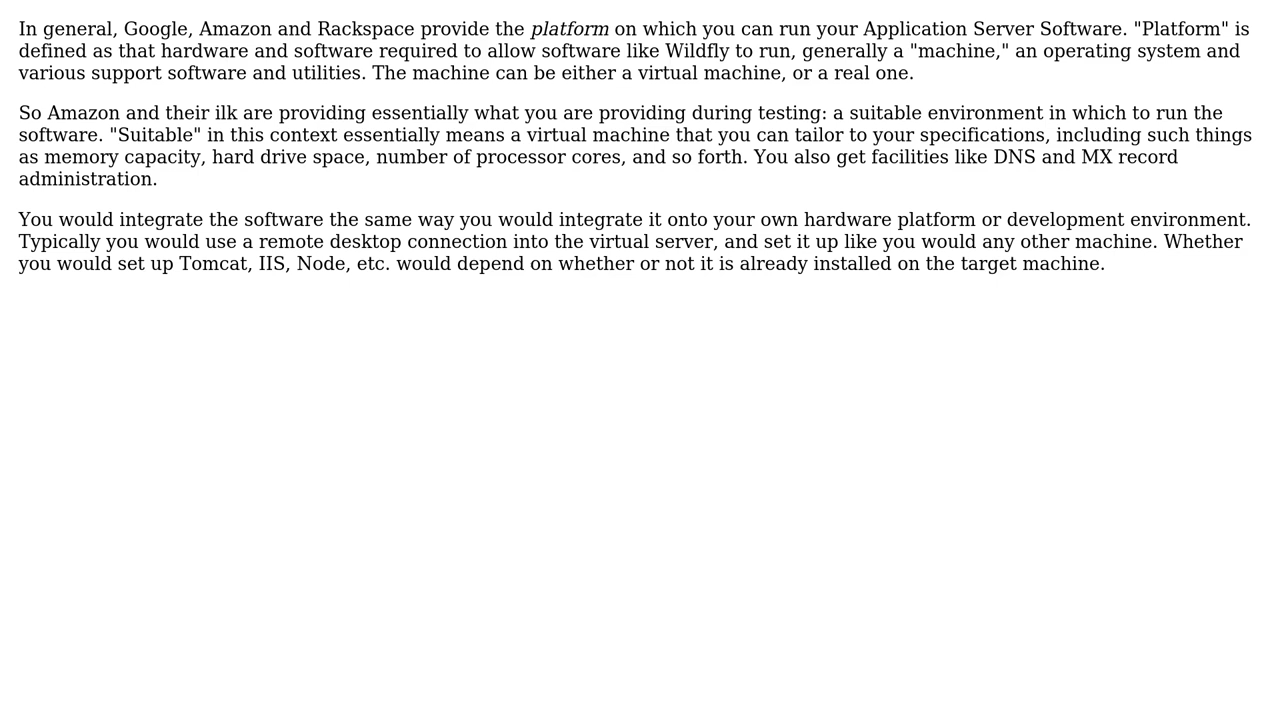 In general, Google, Amazon and Rackspace provide the platform on which you can run your Application Server Software. "Platform" is
defined as that hardware and software required to allow software like Wildfly to run, generally a "machine," an operating system and
various support software and utilities. The machine can be either a virtual machine, or a real one.
So Amazon and their ilk are providing essentially what you are providing during testing: a suitable environment in which to run the
software. "Suitable" in this context essentially means a virtual machine that you can tailor to your specifications, including such things
as memory capacity, hard drive space, number of processor cores, and so forth. You also get facilities like DNS and MX record
administration.
You would integrate the software the same way you would integrate it onto your own hardware platform or development environment.
Typically you would use a remote desktop connection into the virtual server, and set it up like you would any other machine. Whether
you would set up Tomcat, IIS, Node, etc. would depend on whether or not it is already installed on the target machine.